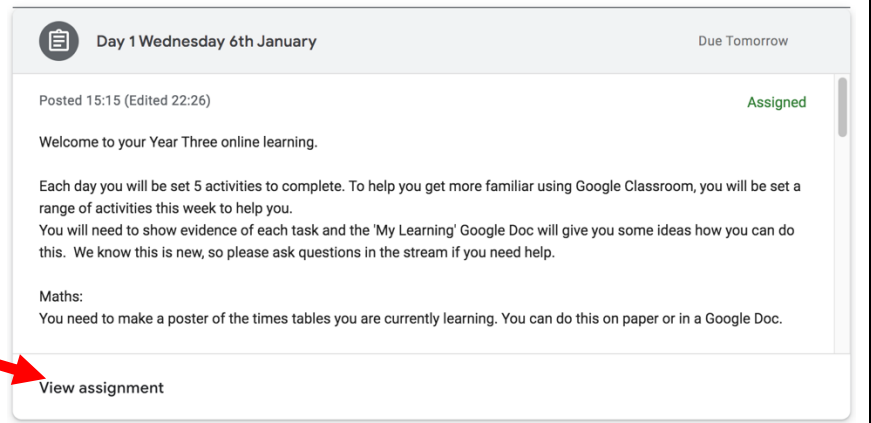 Day 1 Wednesday 6th January
Due Tomorrow
Posted 15:15 (Edited 22:26)
Assigned
Welcome to your Year Three online learning.
Each day you will be set 5 activities to complete. To help you get more familiar using Google Classroom, you will be set a
range of activities this week to help you.
You will need to show evidence of each task and the 'My Learning' Google Doc will give you some ideas how you can do
this.  We know this is new, so please ask questions in the stream if you need help.
Maths:
You need to make a poster of the times tables you are currently learning. You can do this on paper or in a Google Doc.
View assignment